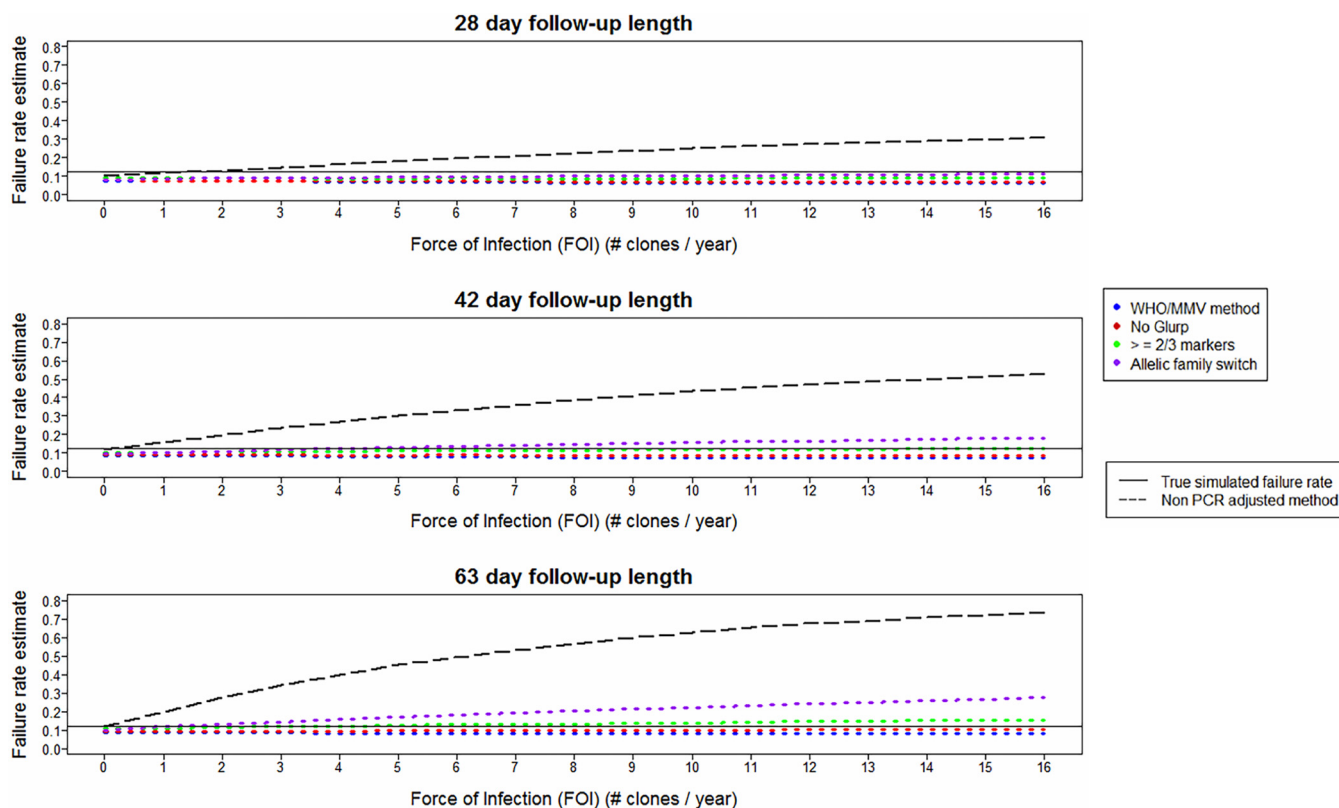 28 day follow-up length
Failure rate estimate
0.8
0.7
0.6
0.5
0.4
0.3
0.2
0.1
0.0
0 1 2 3 4 5 6 7 8 9 10 11 12 13 14 15 16
Force of Infection (FOI) (# clones / year)
42 day follow-up length
Failure rate estimate
0.8
0.7
0.6
0.5
0.4
0.3
0.2
0.1
0.0
0 1 2 3 4 5 6 7 8 9 10 11 12 13 14 15 16
Force of Infection (FOI) (# clones / year)
WHO/MMV method
No Glurp
> = 2/3 markers
Allelic family switch
True simulated failure rate
Non PCR adjusted method
63 day follow-up length
Failure rate estimate
0.8
0.7
0.6
0.5
0.4
0.3
0.2
0.1
0.0
0 1 2 3 4 5 6 7 8 9 10 11 12 13 14 15 16
Force of Infection (FOI) (# clones / year)